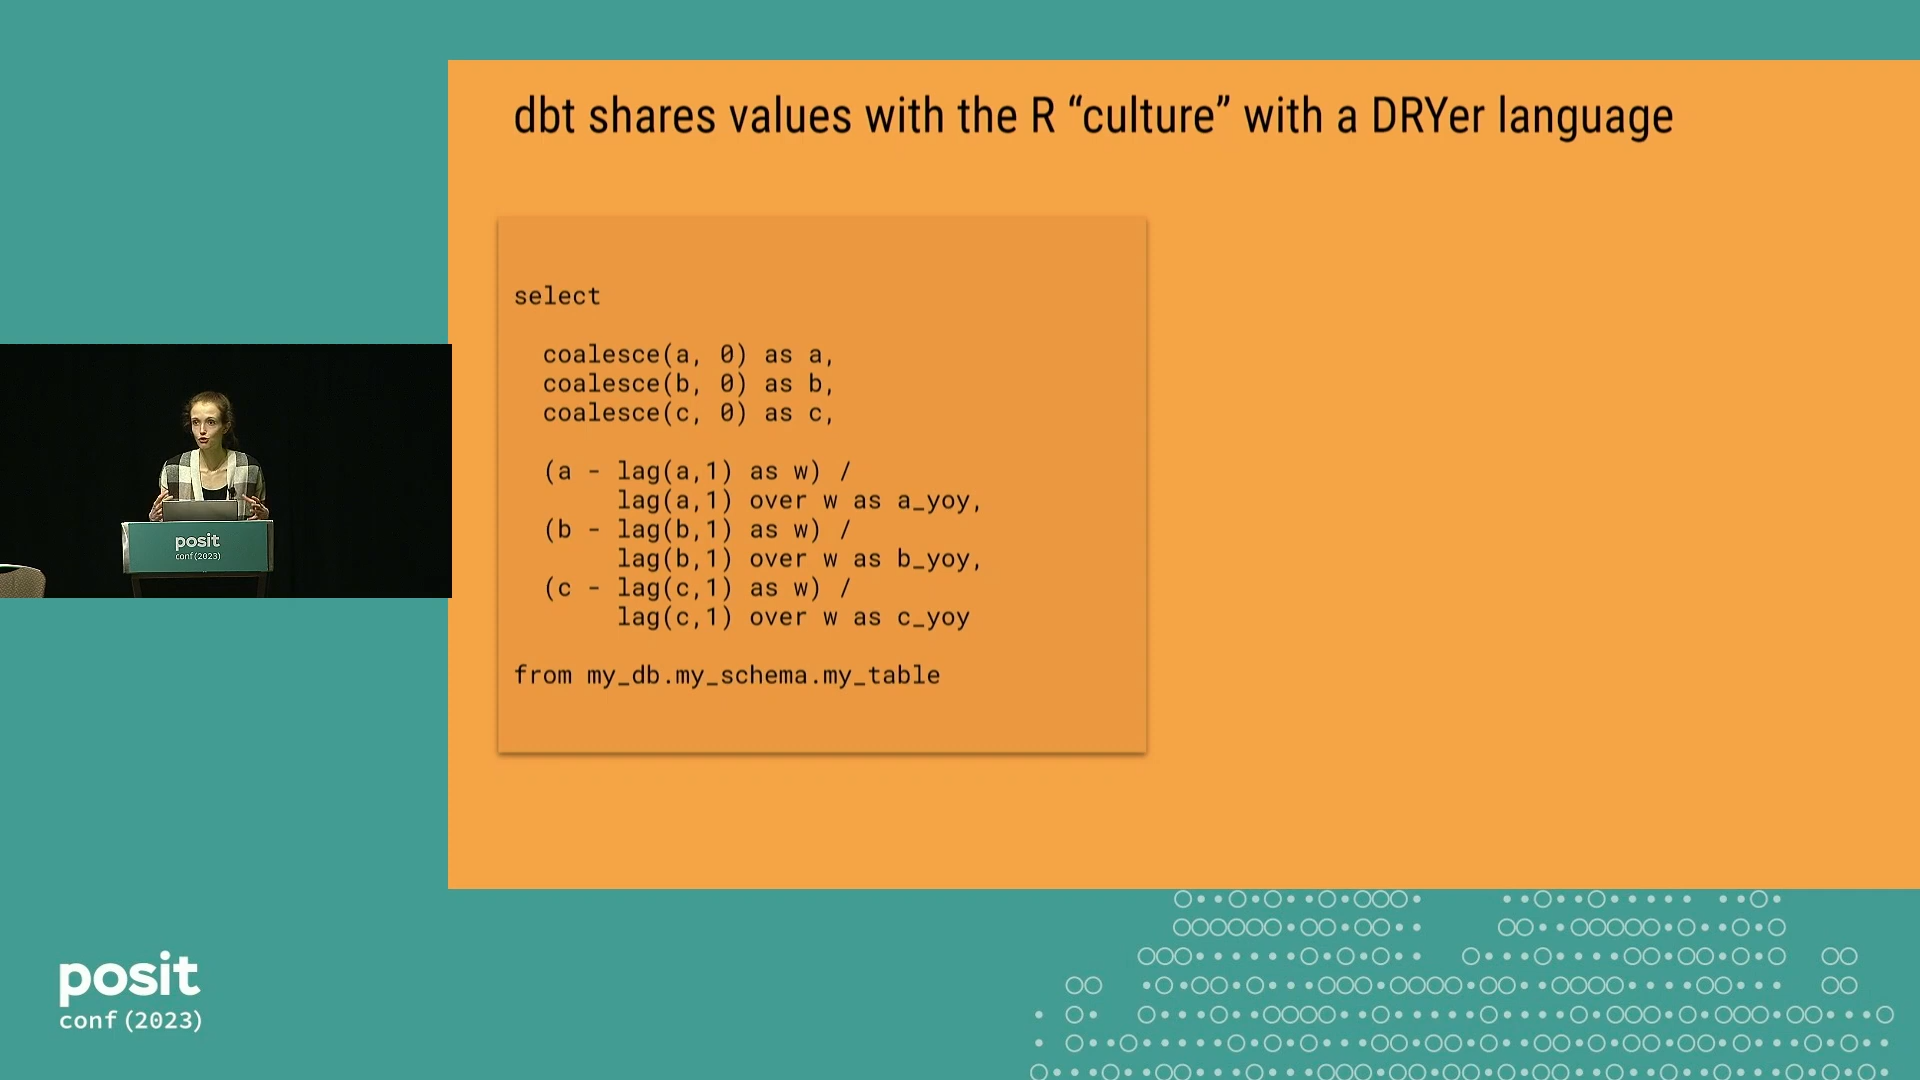 dbt shares values with the R “culture” with a DRYer language
select
coalesce(a, 0) as a,
coalesce(b, 0) as b,
coalesce(c, 0) as c,
(a - lag(a,1) as w) /
lag(a,1) over w as a_yoy,
(b - lag(b,1) as w) /
lag(b,1) over w as b_yoy,
(c - lag(c,1) as w) /
lag(c,1) over w as c_yoy
from my_db.my_schema.my_table
posit
conf(2023)
posit
conf(2023)